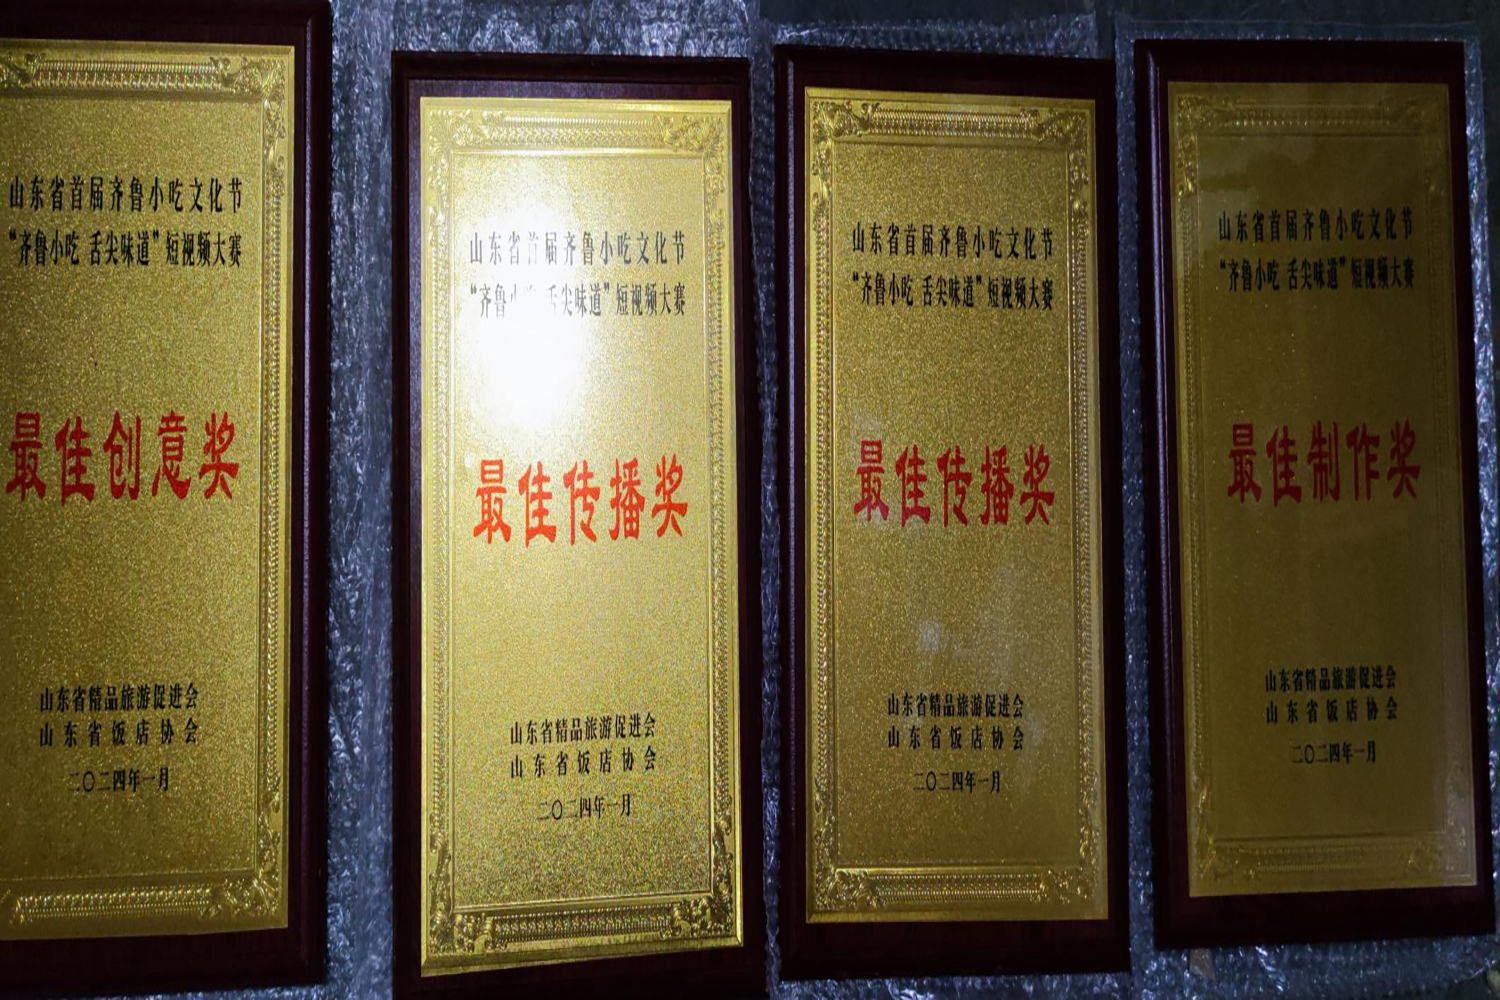 山东省首届齐鲁小吃文化节
“齐鲁小吃 舌尖味道”短视频大赛
最佳创意奖
山东省精品旅游促进会
山东省饭店协会
二〇二四年一月
山东省首届齐鲁小吃文化节
“齐鲁小 舌尖味道”短视频大赛
最佳传播奖
山东省精品旅游促进会
山东省饭店协会
二〇二四年一月
山东省首届齐鲁小吃文化节
“齐鲁小吃 舌尖味道”短视频大赛
最佳传播奖
山东省精品旅游促进会
山东省饭店协会
二〇二四年一月
山东省首届齐鲁小吃文化节
“齐鲁小吃 舌尖味道”短视频大赛
最佳制作奖
山东省精品旅游促进会
山东省饭店协会
二〇二四年一月